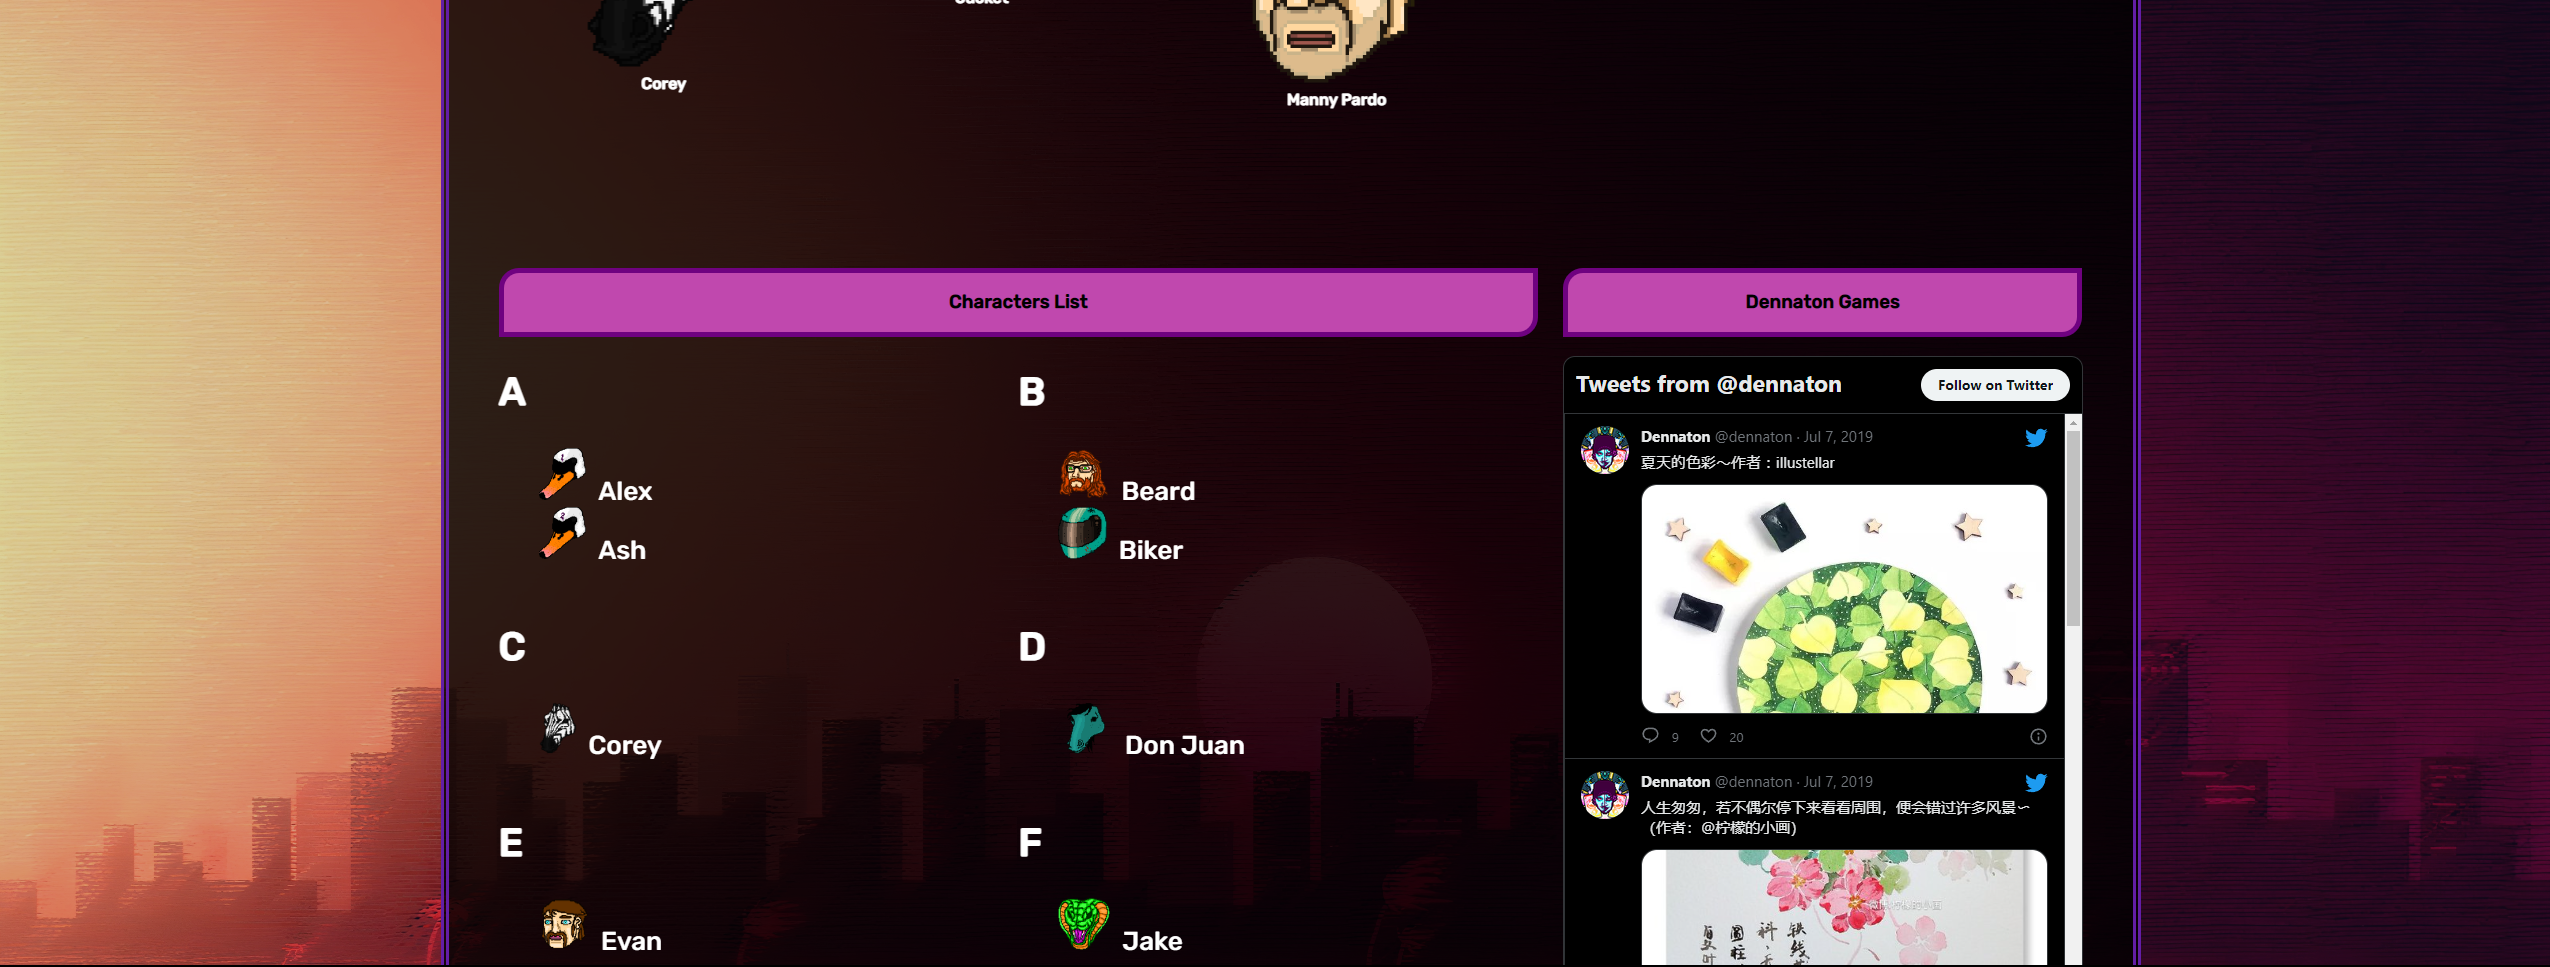 Corey
Manny Pardo
Characters List
Dennaton Games
A
Alex
Ash
B
Beard
Biker
C
Corey
D
Don Juan
E
Evan
F
Jake
Tweets from @dennaton
Follow on Twitter
Dennaton @dennaton · Jul 7, 2019
夏天的色彩～作者：illustellar
9 20
Dennaton @dennaton · Jul 7, 2019
人生匆匆，若不偶尔停下来看看周围，便会错过许多风景~
（作者：@柠檬的小画）